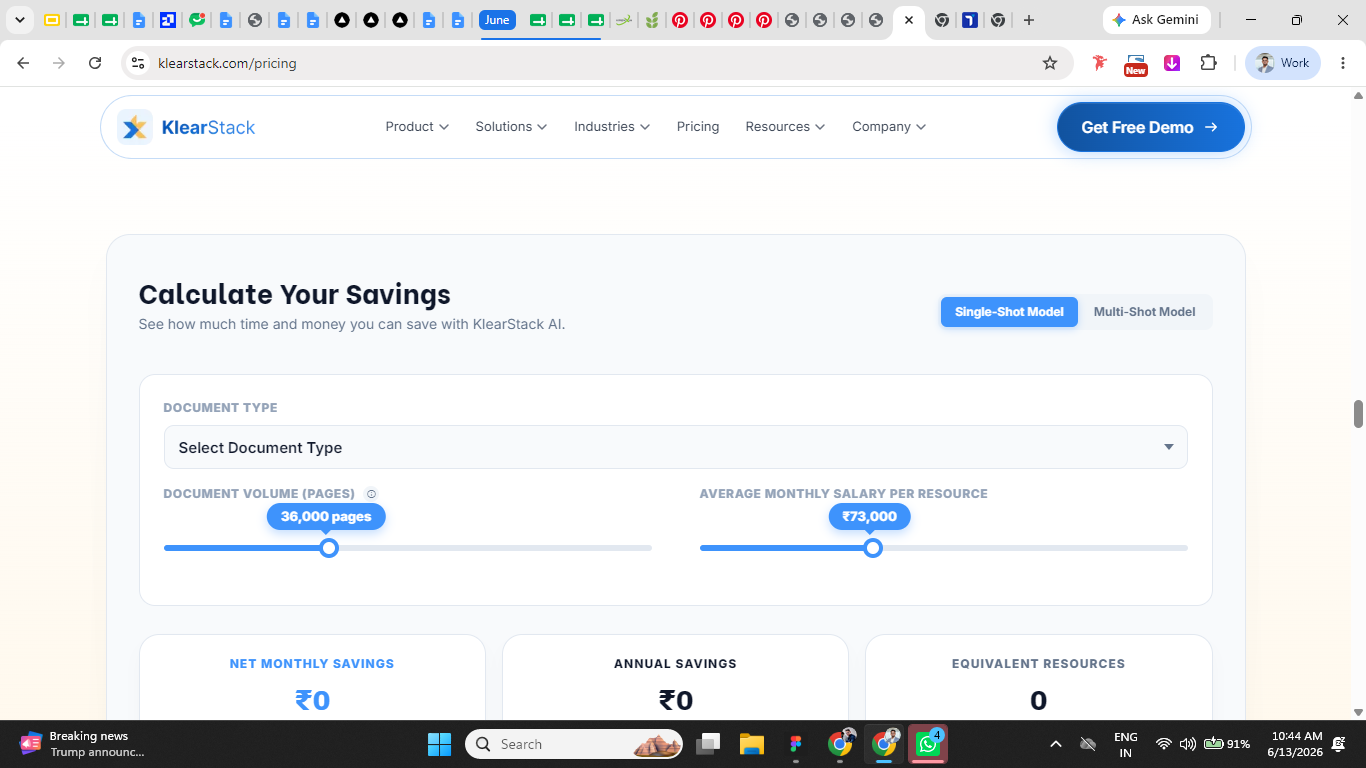 June
Ask Gemini
klearstack.com/pricing
New
Work
KlearStack
Product
Solutions
Industries
Pricing
Resources
Company
Get Free Demo →
Calculate Your Savings
See how much time and money you can save with KlearStack AI.
Single-Shot Model
Multi-Shot Model
DOCUMENT TYPE
Select Document Type
DOCUMENT VOLUME (PAGES)
36,000 pages
AVERAGE MONTHLY SALARY PER RESOURCE
₹73,000
NET MONTHLY SAVINGS
₹0
ANNUAL SAVINGS
₹0
EQUIVALENT RESOURCES
0
Breaking news
Trump announc...
Search
4
ENG
IN
91%
10:44 AM
6/13/2026